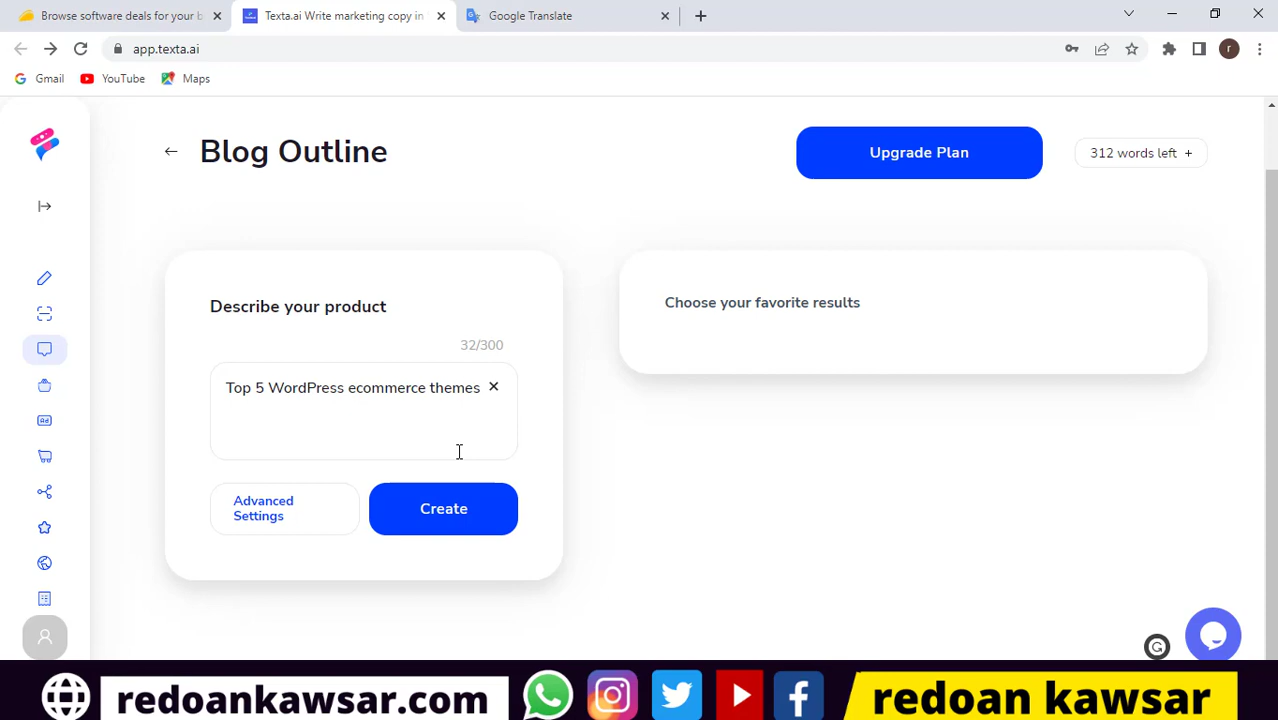 Browse software deals for your b
Texta.ai Write marketing copy in
Google Translate
app.texta.ai
r
Gmail
YouTube
Maps
Blog Outline
Upgrade Plan
312 words left +
Describe your product
32/300
Top 5 WordPress ecommerce themes
Advanced
Settings
Create
Choose your favorite results
Ad
G
redoankawsar.com
redoan kawsar